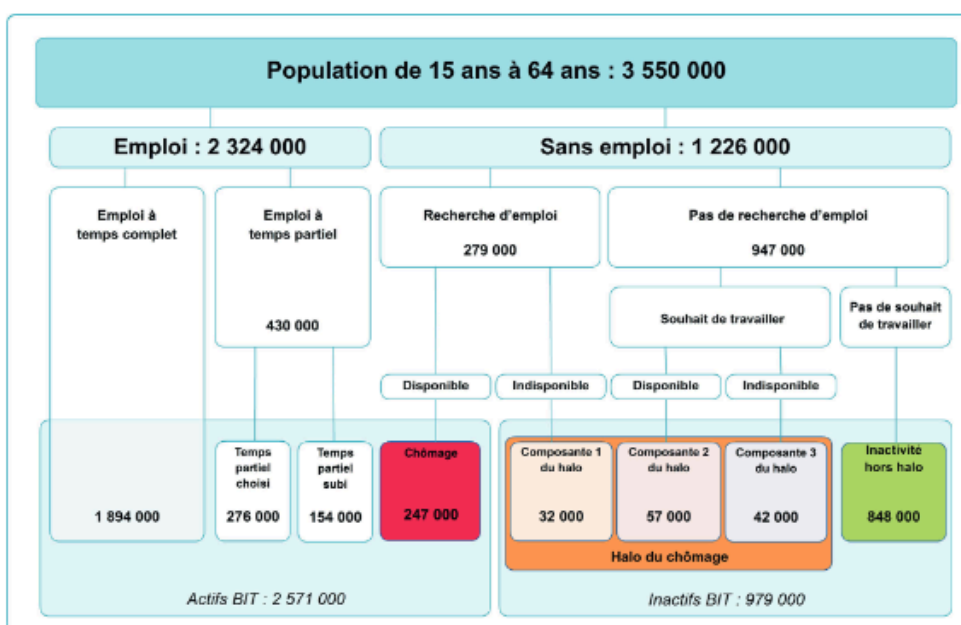 Population de 15 ans à 64 ans : 3 550 000
Emploi : 2 324 000
Sans emploi : 1 226 000
Emploi à
temps complet
Emploi à
temps partiel
430 000
Recherche d'emploi
279 000
Pas de recherche d'emploi
947 000
Souhait de travailler
Pas de souhait
de travailler
Disponible
Indisponible
Disponible
Indisponible
1 894 000
Temps
partiel
choisi
276 000
Temps
partiel
subi
154 000
Chômage
247 000
Composante 1
du halo
32 000
Composante 2
du halo
57 000
Composante 3
du halo
42 000
Inactivité
hors halo
848 000
Halo du chômage
Actifs BIT : 2 571 000
Inactifs BIT : 979 000